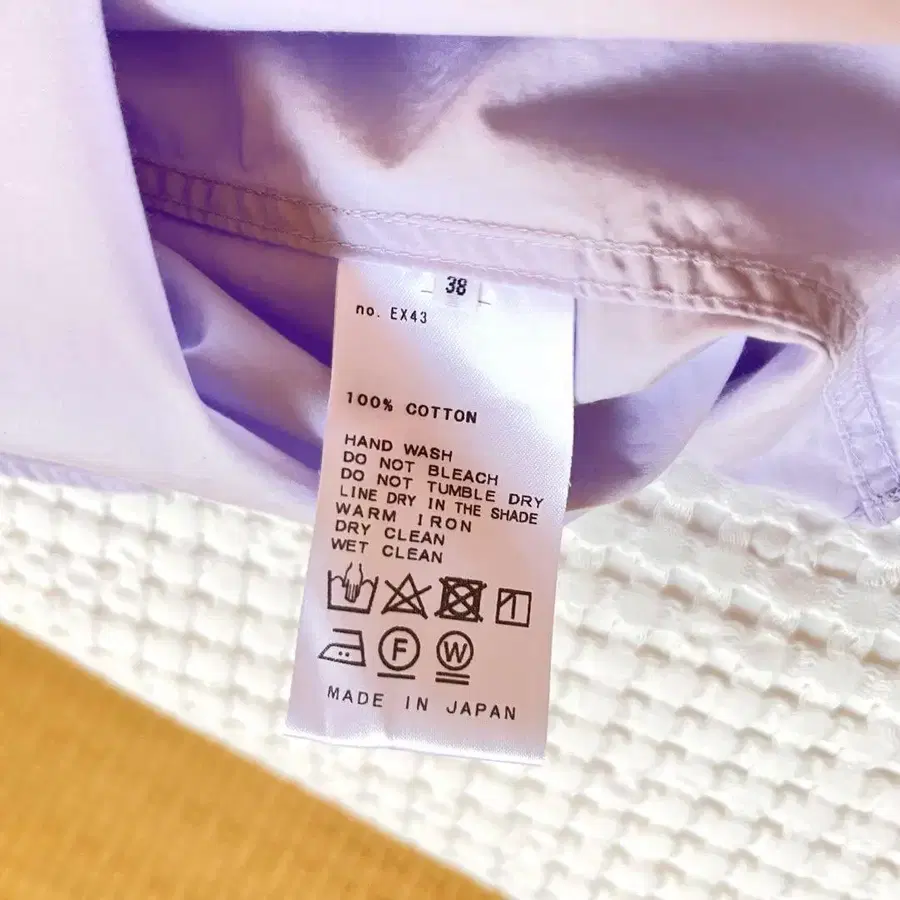 38
no. EX43
100% COTTON
HAND WASH
DO NOT BLEACH
DO NOT TUMBLE DRY
LINE DRY IN THE SHADE
WARM IRON
DRY CLEAN
WET CLEAN
F W
MADE IN JAPAN